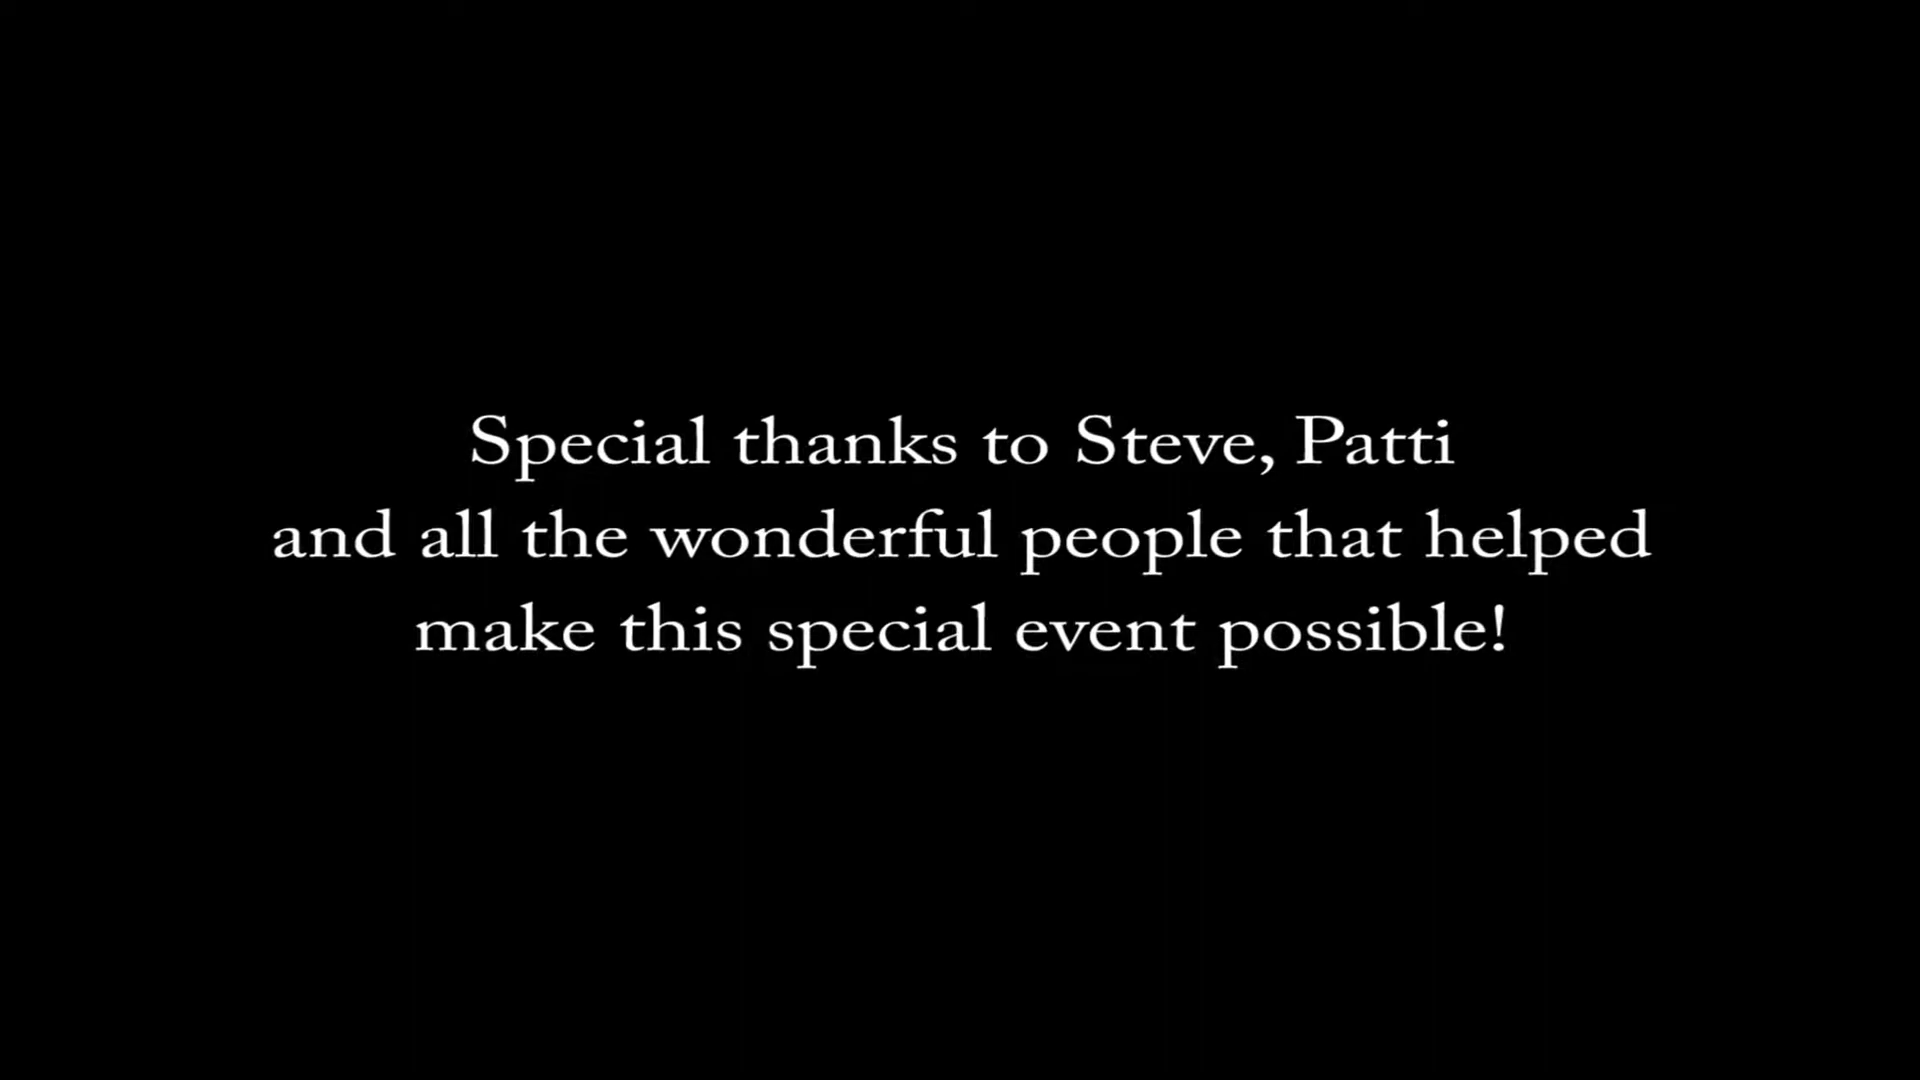 Special thanks to Steve, Patti
and all the wonderful people that helped
make this special event possible!